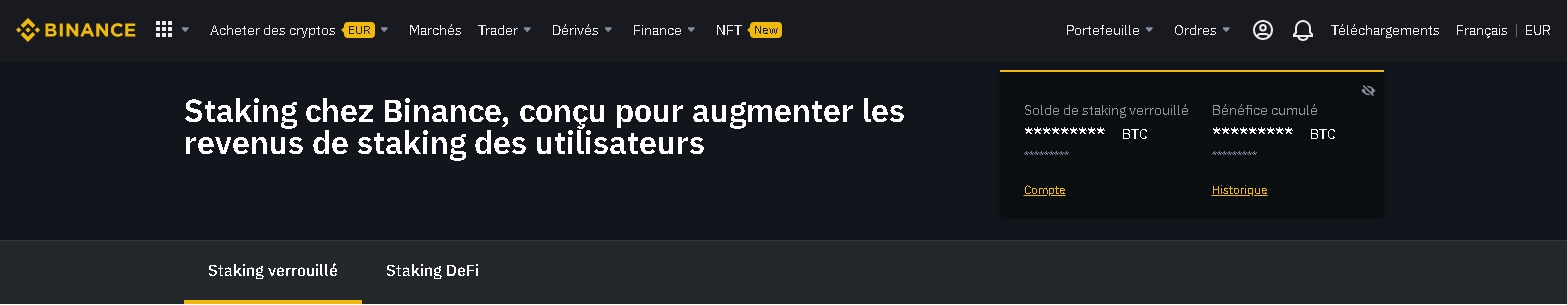 BINANCE Acheter des cryptos EUR Marchés Trader Dérivés Finance NFT New Portefeuille Ordres Téléchargements Français | EUR
Staking chez Binance, conçu pour augmenter les
revenus de staking des utilisateurs
Solde de staking verrouillé Bénéfice cumulé
********* BTC ********* BTC
********* *********
Compte Historique
Staking verrouillé Staking DeFi